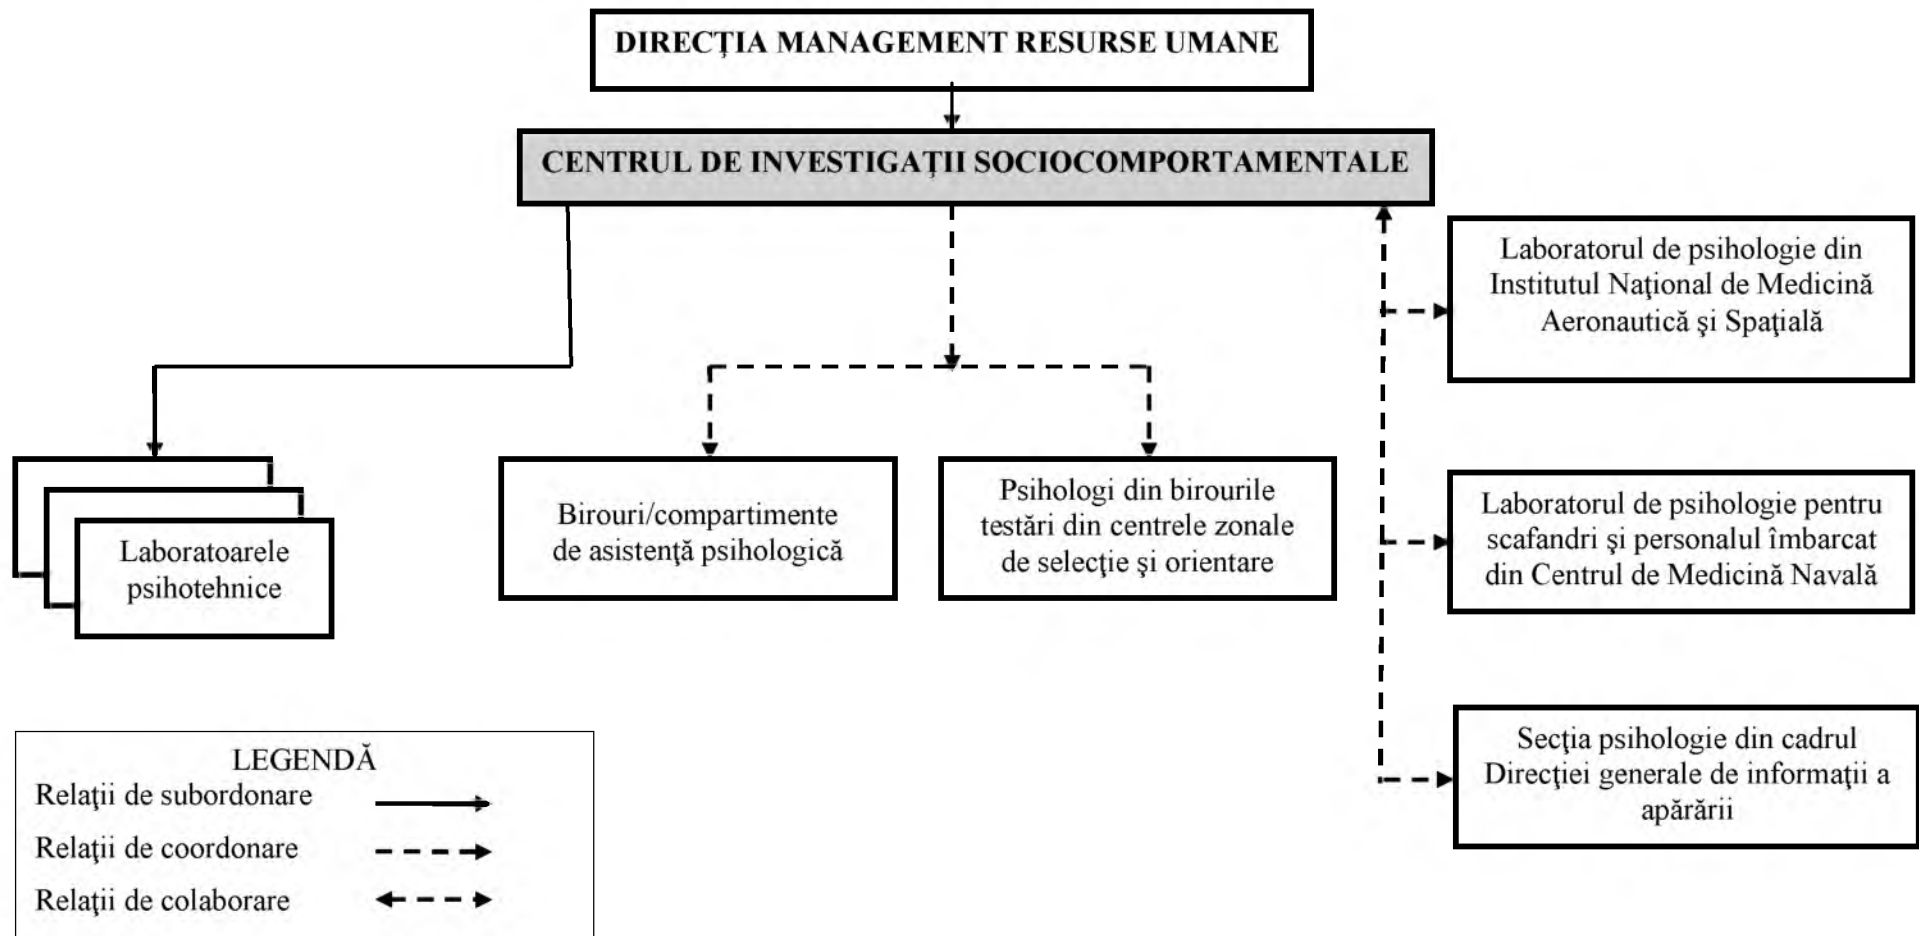 DIRECŢIA MANAGEMENT RESURSE UMANE
CENTRUL DE INVESTIGAŢII SOCIOCOMPORTAMENTALE
Laboratorul de psihologie din
Institutul Naţional de Medicină
Aeronautică şi Spaţială
Laboratoarele
psihotehnice
Birouri/compartimente
de asistenţă psihologică
Psihologi din birourile
testări din centrele zonale
de selecţie şi orientare
Laboratorul de psihologie pentru
scafandri şi personalul îmbarcat
din Centrul de Medicină Navală
Secţia psihologie din cadrul
Direcţiei generale de informaţii a
apărării
LEGENDĂ
Relaţii de subordonare
Relaţii de coordonare
Relaţii de colaborare